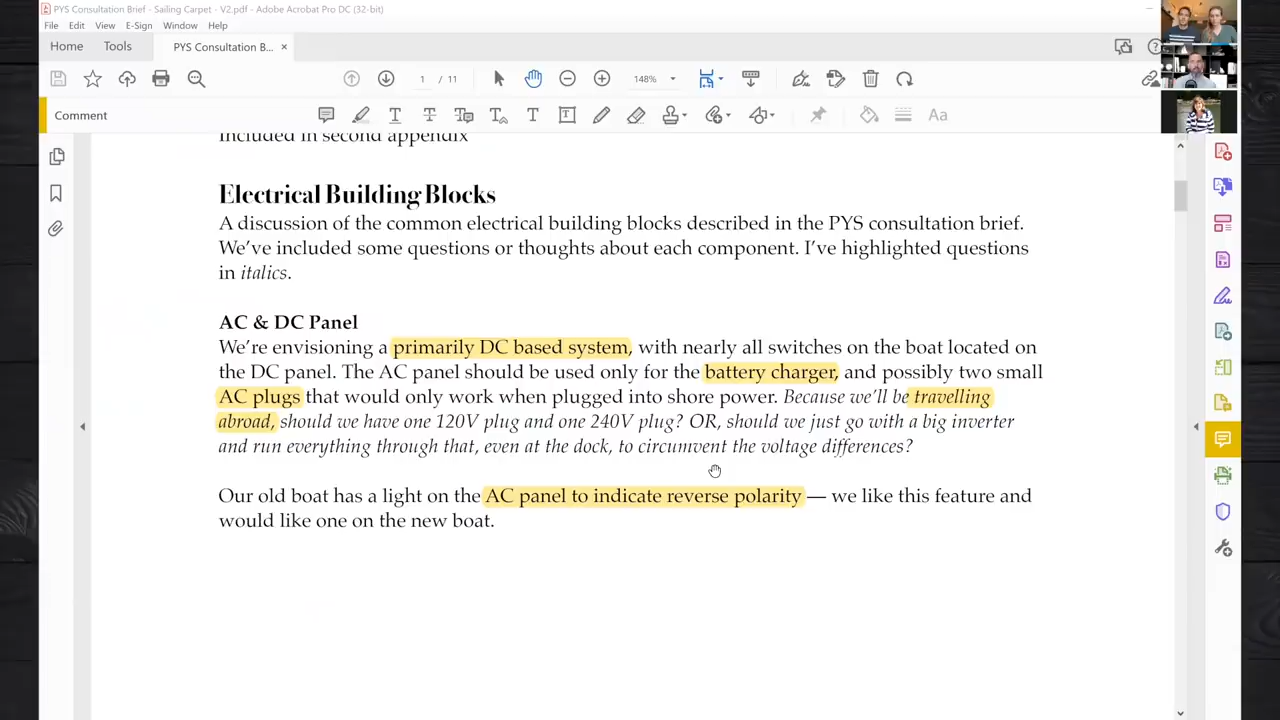 PYS Consultation Brief - Sailing Carpet - V2.pdf - Adobe Acrobat Pro DC (32-bit)
File Edit View E-Sign Window Help
Home Tools PYS Consultation B... ×
1 / 11 148%
Comment
included in second appendix
Electrical Building Blocks
A discussion of the common electrical building blocks described in the PYS consultation brief.
We've included some questions or thoughts about each component. I've highlighted questions
in italics.
AC & DC Panel
We're envisioning a primarily DC based system, with nearly all switches on the boat located on
the DC panel. The AC panel should be used only for the battery charger, and possibly two small
AC plugs that would only work when plugged into shore power. Because we'll be travelling
abroad, should we have one 120V plug and one 240V plug? OR, should we just go with a big inverter
and run everything through that, even at the dock, to circumvent the voltage differences?
Our old boat has a light on the AC panel to indicate reverse polarity — we like this feature and
would like one on the new boat.